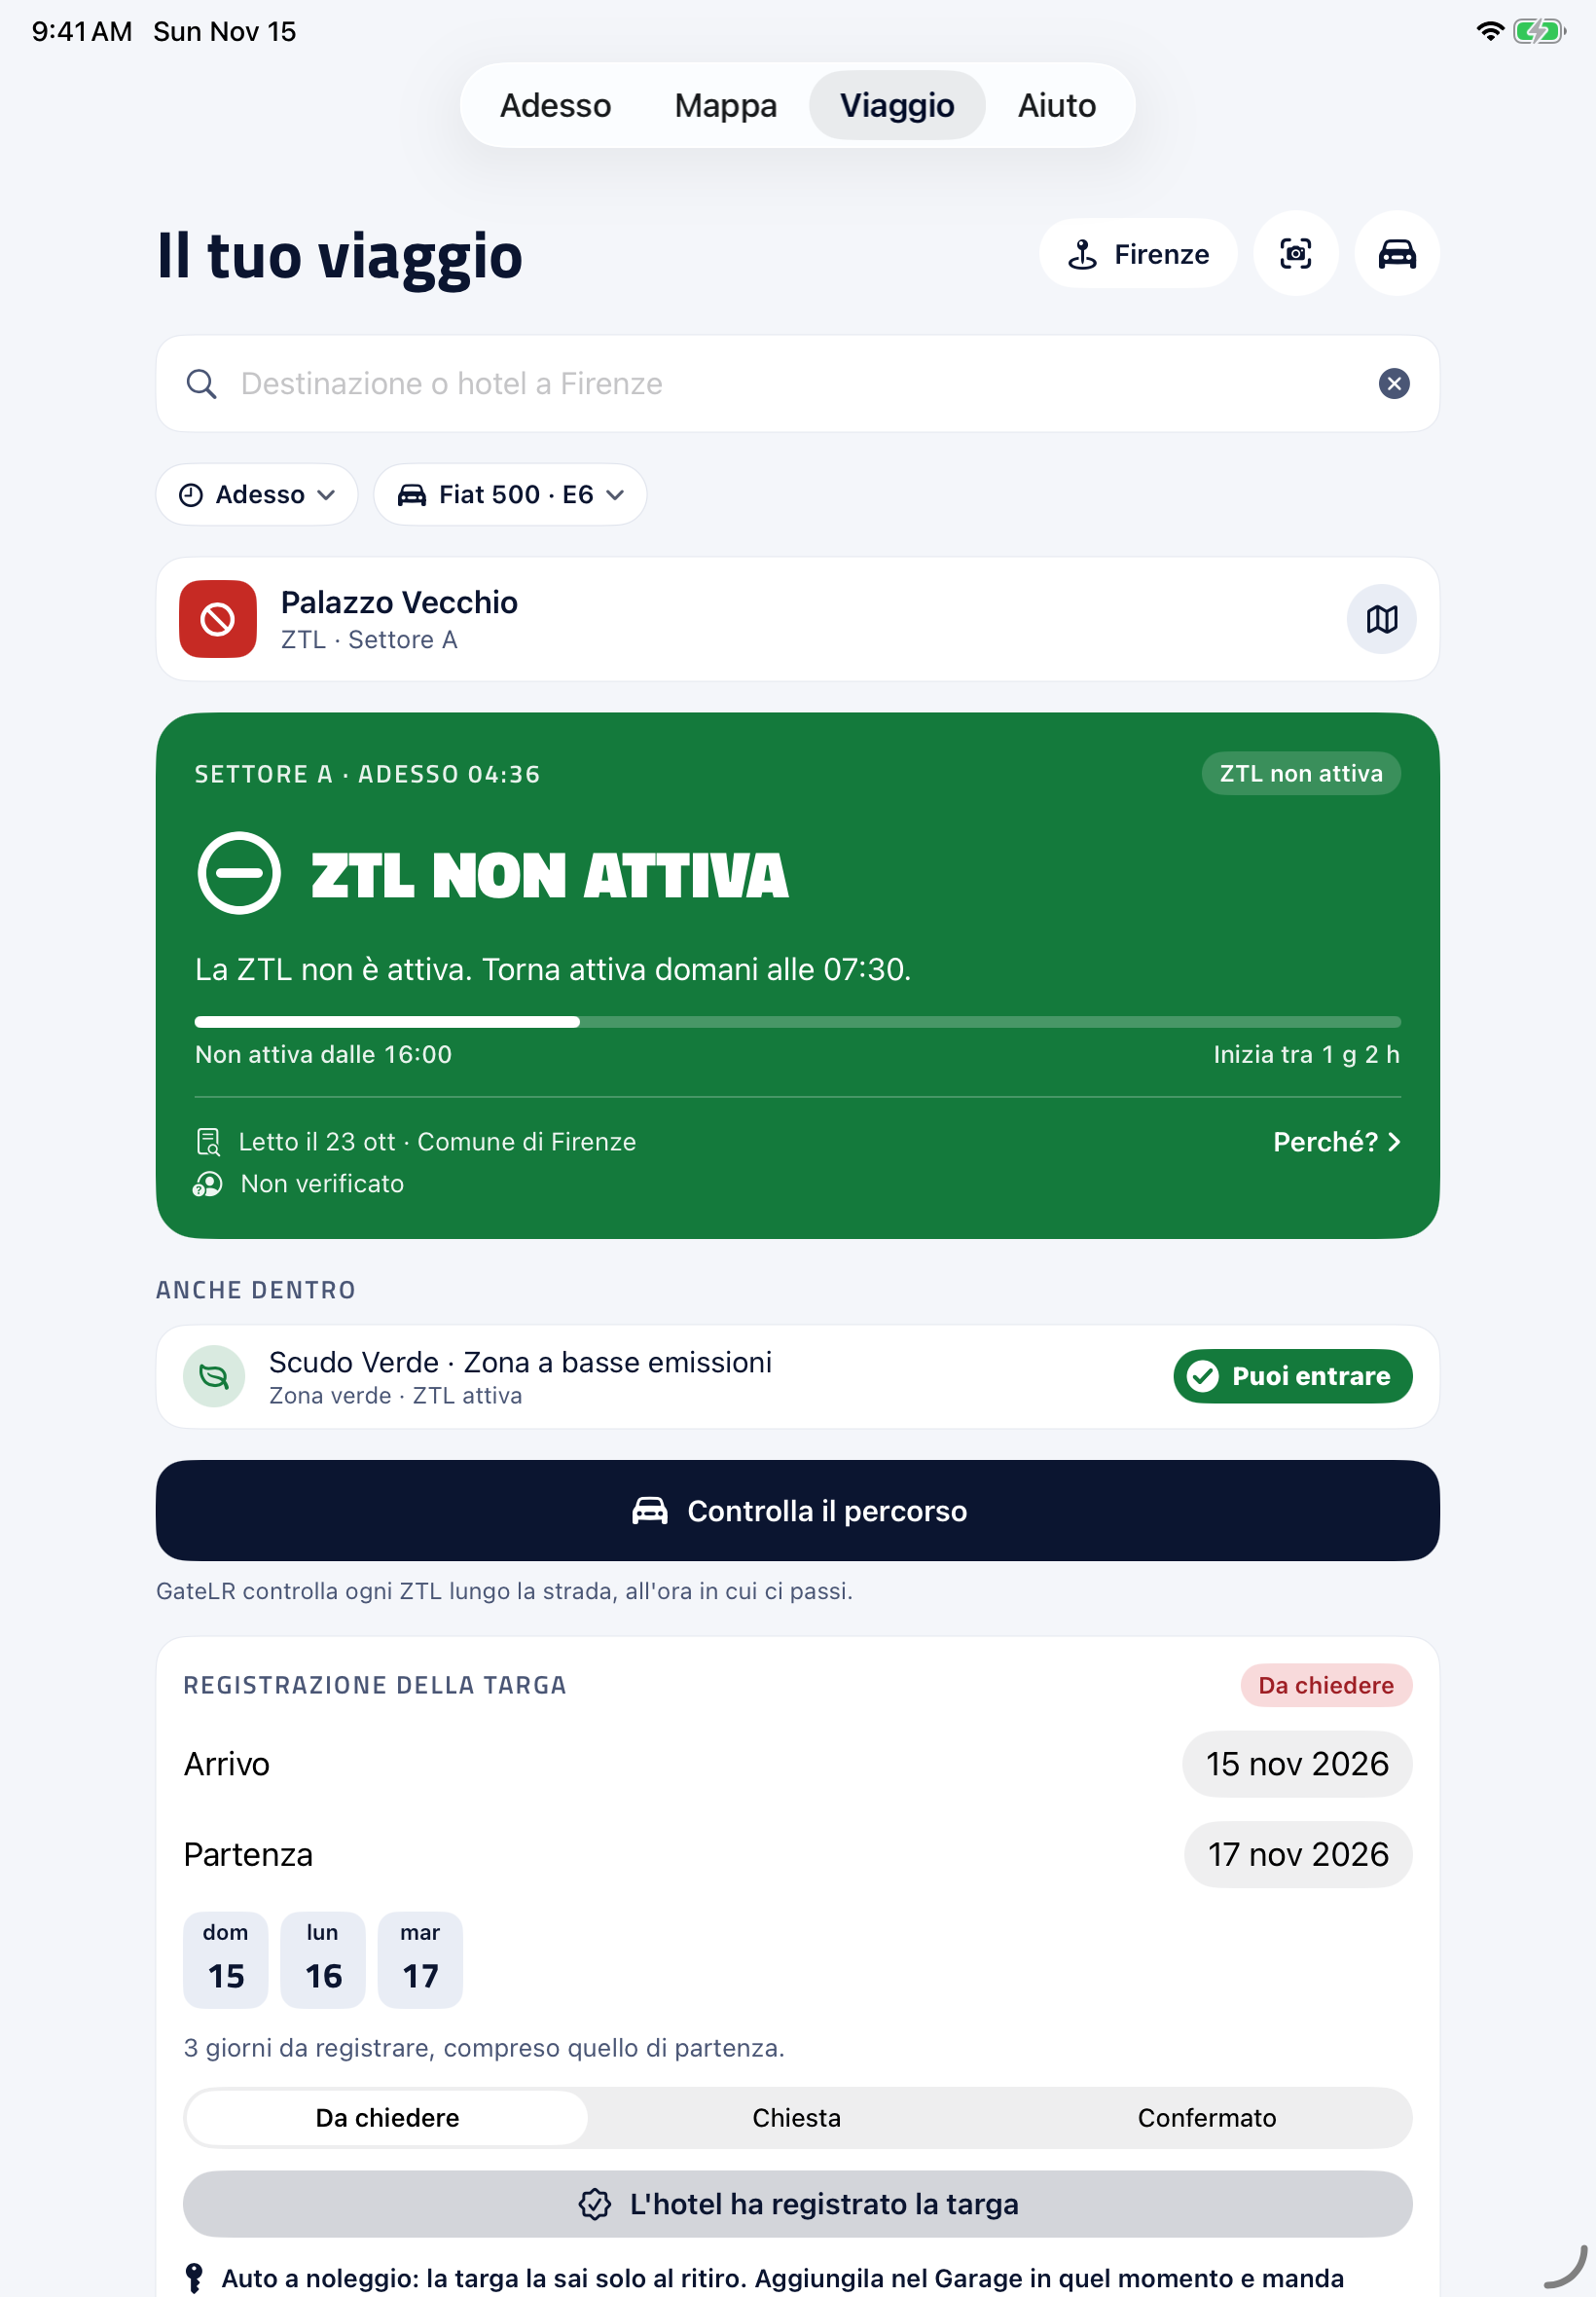 9:41 AM Sun Nov 15
Adesso Mappa Viaggio Aiuto
Il tuo viaggio
Firenze
Destinazione o hotel a Firenze
Adesso
Fiat 500 · E6
Palazzo Vecchio
ZTL · Settore A
SETTORE A · ADESSO 04:36
ZTL non attiva
ZTL NON ATTIVA
La ZTL non è attiva. Torna attiva domani alle 07:30.
Non attiva dalle 16:00
Inizia tra 1 g 2 h
Letto il 23 ott · Comune di Firenze
Perché?
Non verificato
ANCHE DENTRO
Scudo Verde · Zona a basse emissioni
Zona verde · ZTL attiva
Puoi entrare
Controlla il percorso
GateLR controlla ogni ZTL lungo la strada, all'ora in cui ci passi.
REGISTRAZIONE DELLA TARGA
Da chiedere
Arrivo
15 nov 2026
Partenza
17 nov 2026
dom lun mar
15 16 17
3 giorni da registrare, compreso quello di partenza.
Da chiedere Chiesta Confermato
L'hotel ha registrato la targa
Auto a noleggio: la targa la sai solo al ritiro. Aggiungila nel Garage in quel momento e manda